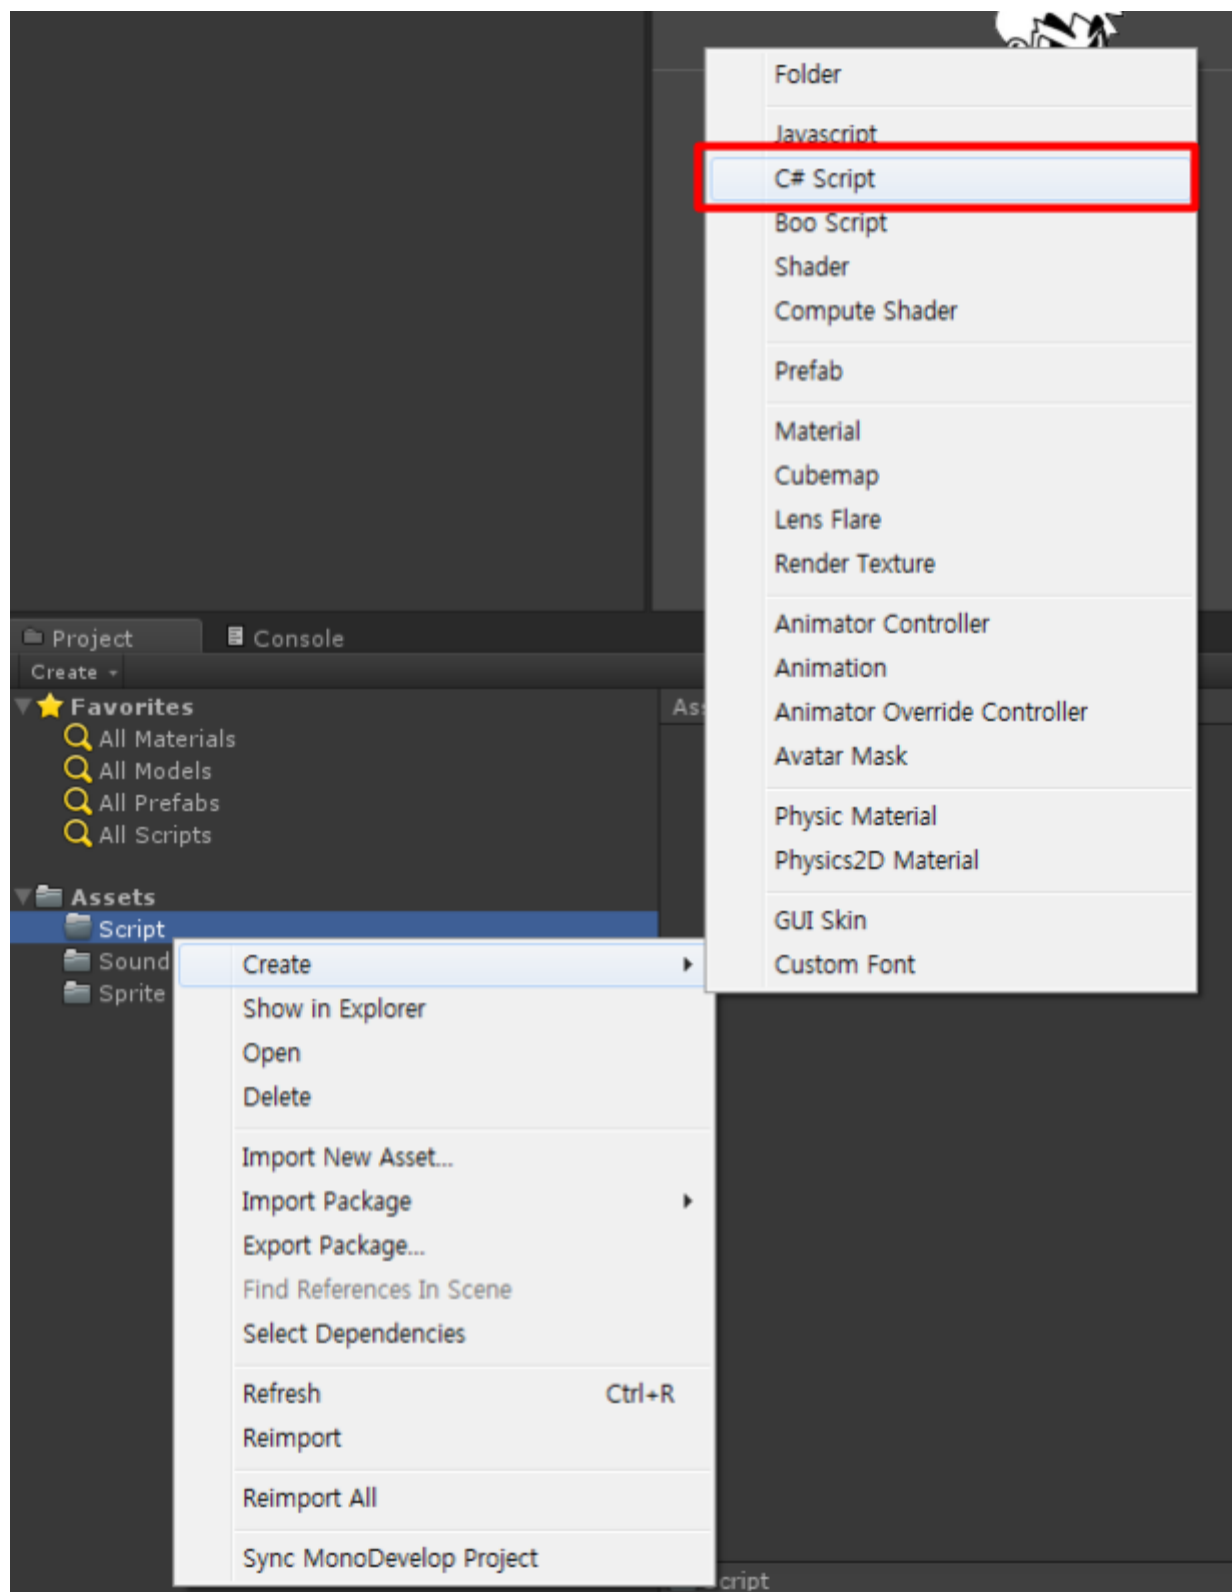 Folder
Javascript
C# Script
Boo Script
Shader
Compute Shader
Prefab
Material
Cubemap
Lens Flare
Render Texture
Animator Controller
Animation
Animator Override Controller
Avatar Mask
Physic Material
Physics2D Material
GUI Skin
Custom Font
Project
Console
Create
Favorites
All Materials
All Models
All Prefabs
All Scripts
Assets
Script
Sound
Sprite
Create
Show in Explorer
Open
Delete
Import New Asset...
Import Package
Export Package...
Find References In Scene
Select Dependencies
Refresh Ctrl+R
Reimport
Reimport All
Sync MonoDevelop Project